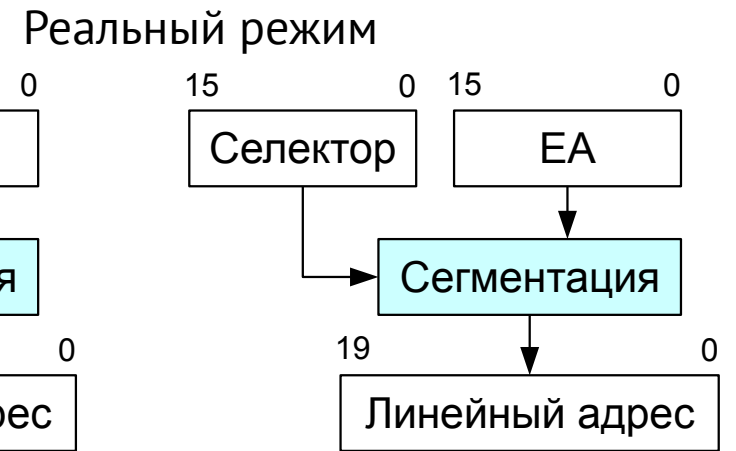 Реальный режим
0 15 0 15 0
Селектор EA
Сегментация
я
0 19 0
рес Линейный адрес